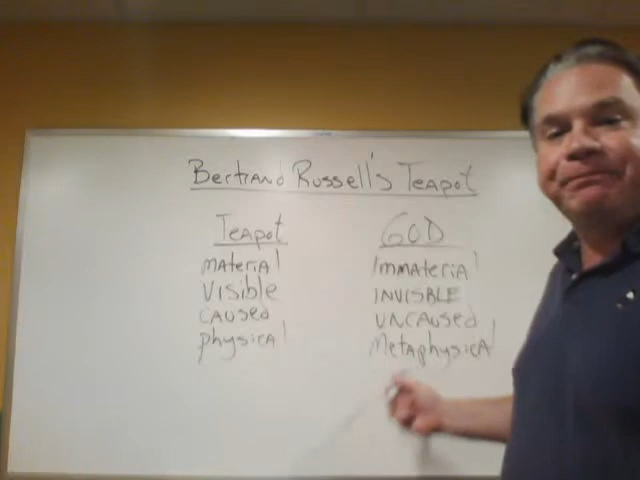 Bertrand Russell's Teapot
Teapot GOD
material Immaterial
Visible INVISBLE
caused uncaused
physical Metaphysical